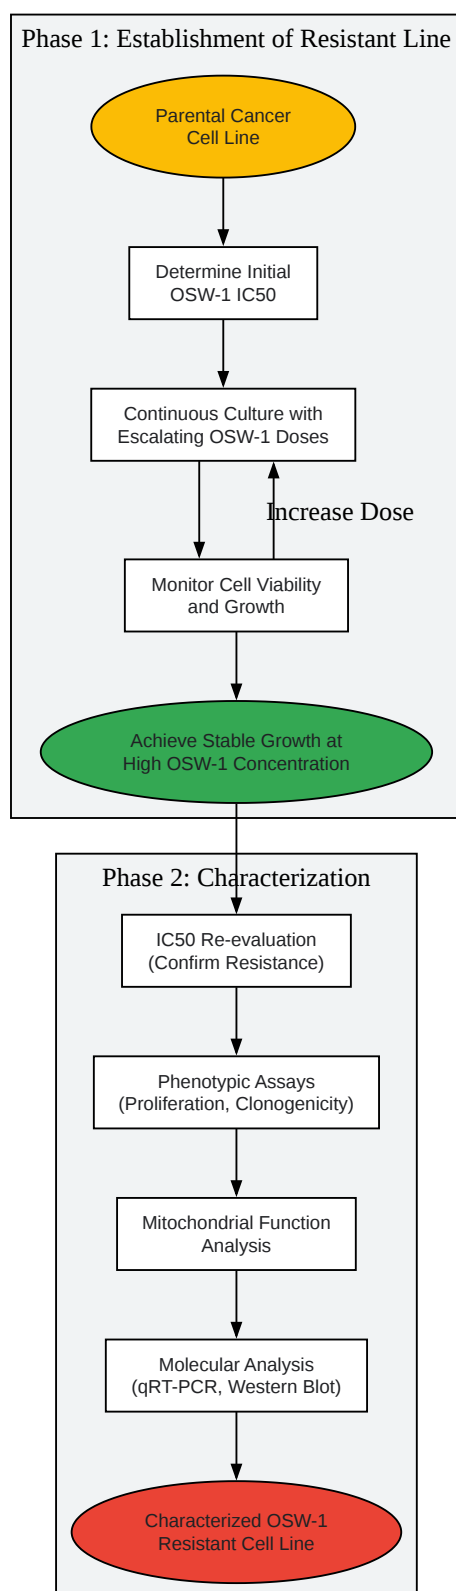 Phase 1: Establishment of Resistant Line
Parental Cancer
Cell Line
Determine Initial
OSW-1 IC50
Continuous Culture with
Escalating OSW-1 Doses
Increase Dose
Monitor Cell Viability
and Growth
Achieve Stable Growth at
High OSW-1 Concentration
Phase 2: Characterization
IC50 Re-evaluation
(Confirm Resistance)
Phenotypic Assays
(Proliferation, Clonogenicity)
Mitochondrial Function
Analysis
Molecular Analysis
(qRT-PCR, Western Blot)
Characterized OSW-1
Resistant Cell Line